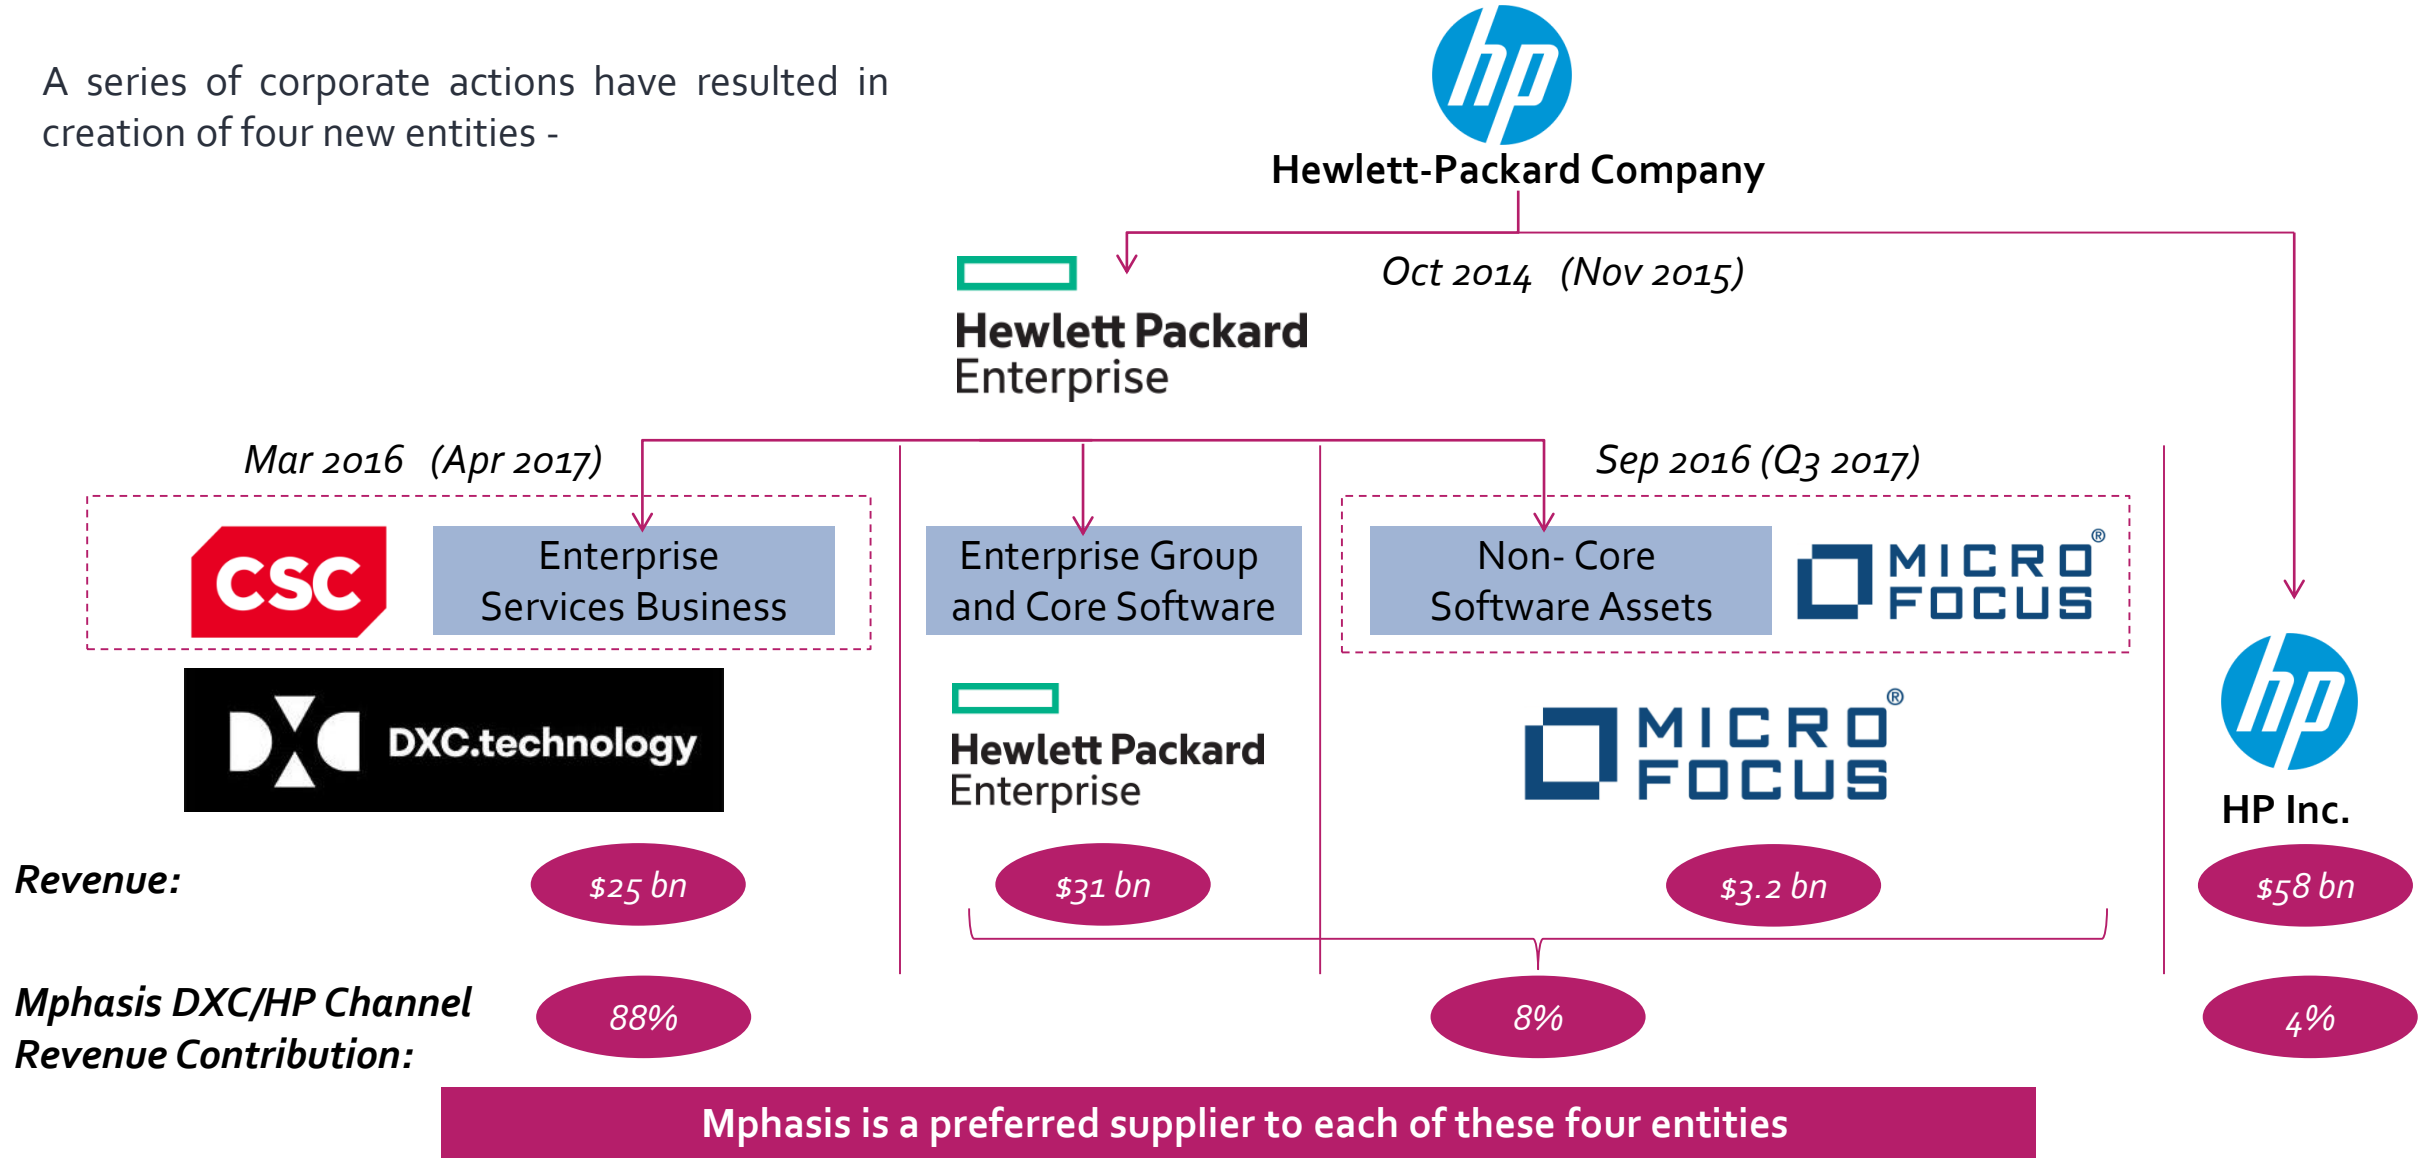 hp
A series of corporate actions have resulted in
creation of four new entities -
Hewlett-Packard Company
Oct 2014 (Nov 2015)
Hewlett Packard
Enterprise
Mar 2016 (Apr 2017)
Sep 2016 (Q3 2017)
CSC
Enterprise
Services Business
Enterprise Group
and Core Software
Non- Core
Software Assets
MICRO®
FOCUS
DXC.technology
Hewlett Packard
Enterprise
MICRO®
FOCUS
hp
HP Inc.
Revenue:
$25 bn
$31 bn
$3.2 bn
$58 bn
Mphasis DXC/HP Channel
Revenue Contribution:
88%
8%
4%
Mphasis is a preferred supplier to each of these four entities